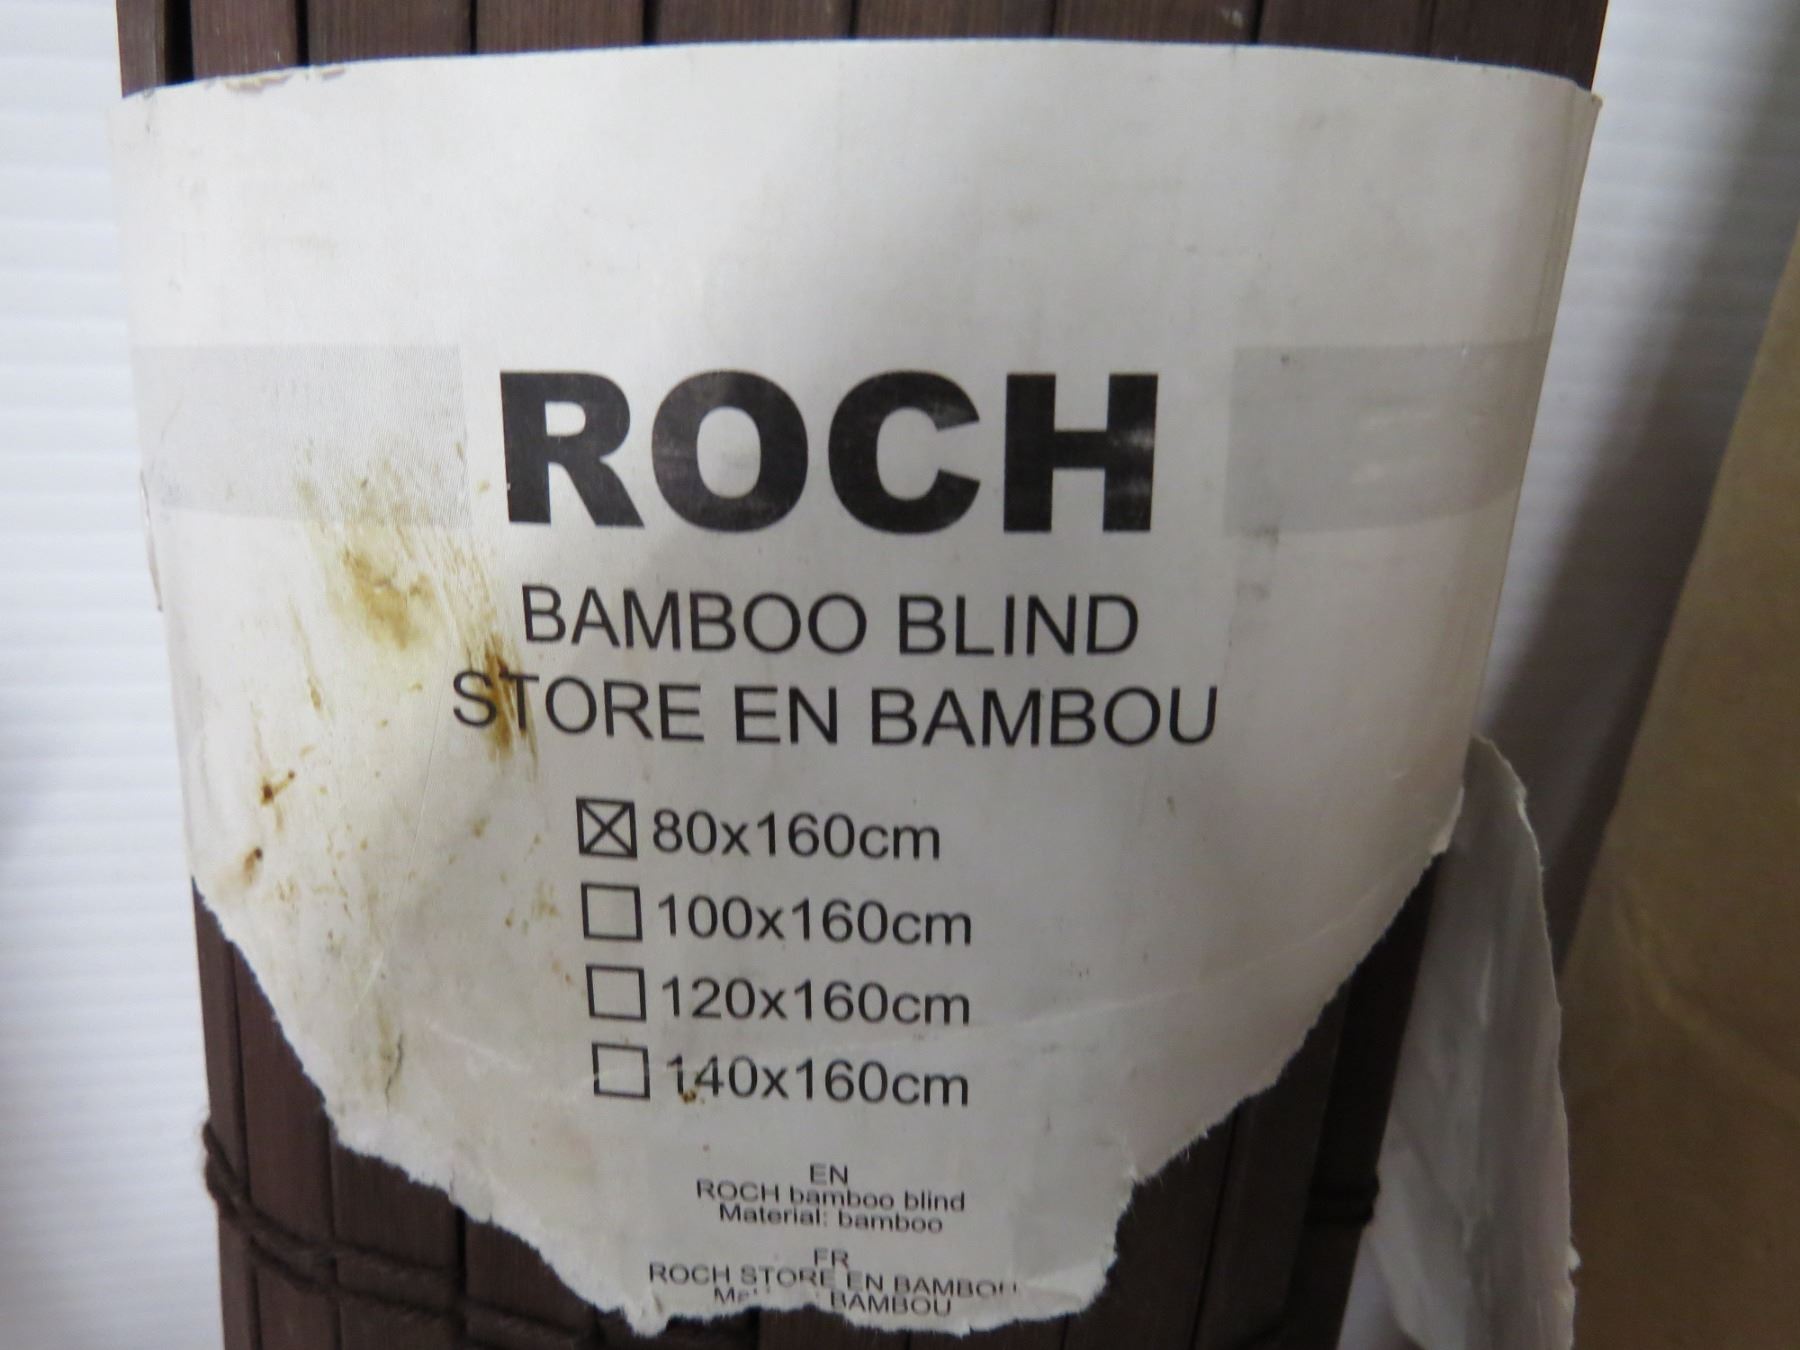 ROCH
BAMBOO BLIND
STORE EN BAMBOU
80x160cm
100x160cm
120x160cm
140x160cm
EN
ROCH bamboo blind
Material: bamboo
FR
ROCH STORE EN BAMBOU
BAMBOU